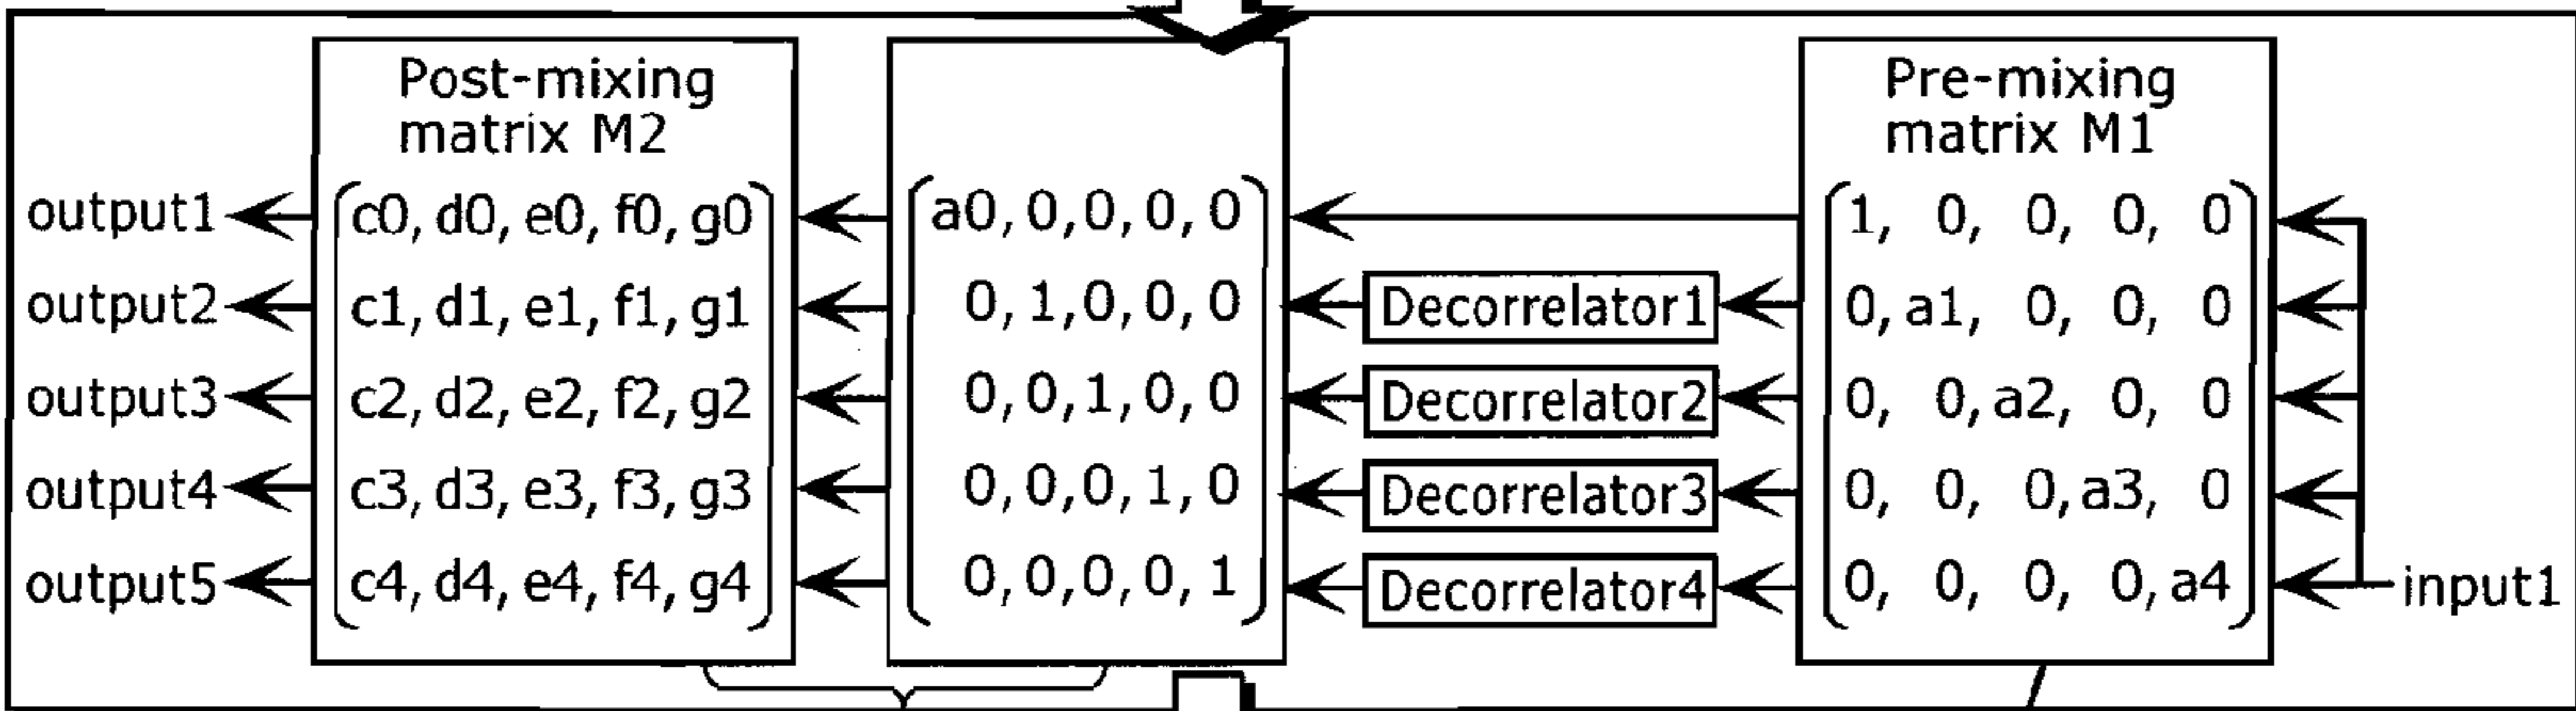 Post-mixing
matrix M2
Pre-mixing
matrix M1
output1 c0, d0, e0, f0, g0 a0, 0, 0, 0, 0 1, 0, 0, 0, 0
output2 c1, d1, e1, f1, g1 0, 1, 0, 0, 0 Decorrelator1 0, a1, 0, 0, 0
output3 c2, d2, e2, f2, g2 0, 0, 1, 0, 0 Decorrelator2 0, 0, a2, 0, 0
output4 c3, d3, e3, f3, g3 0, 0, 0, 1, 0 Decorrelator3 0, 0, 0, a3, 0
output5 c4, d4, e4, f4, g4 0, 0, 0, 0, 1 Decorrelator4 0, 0, 0, 0, a4 input1